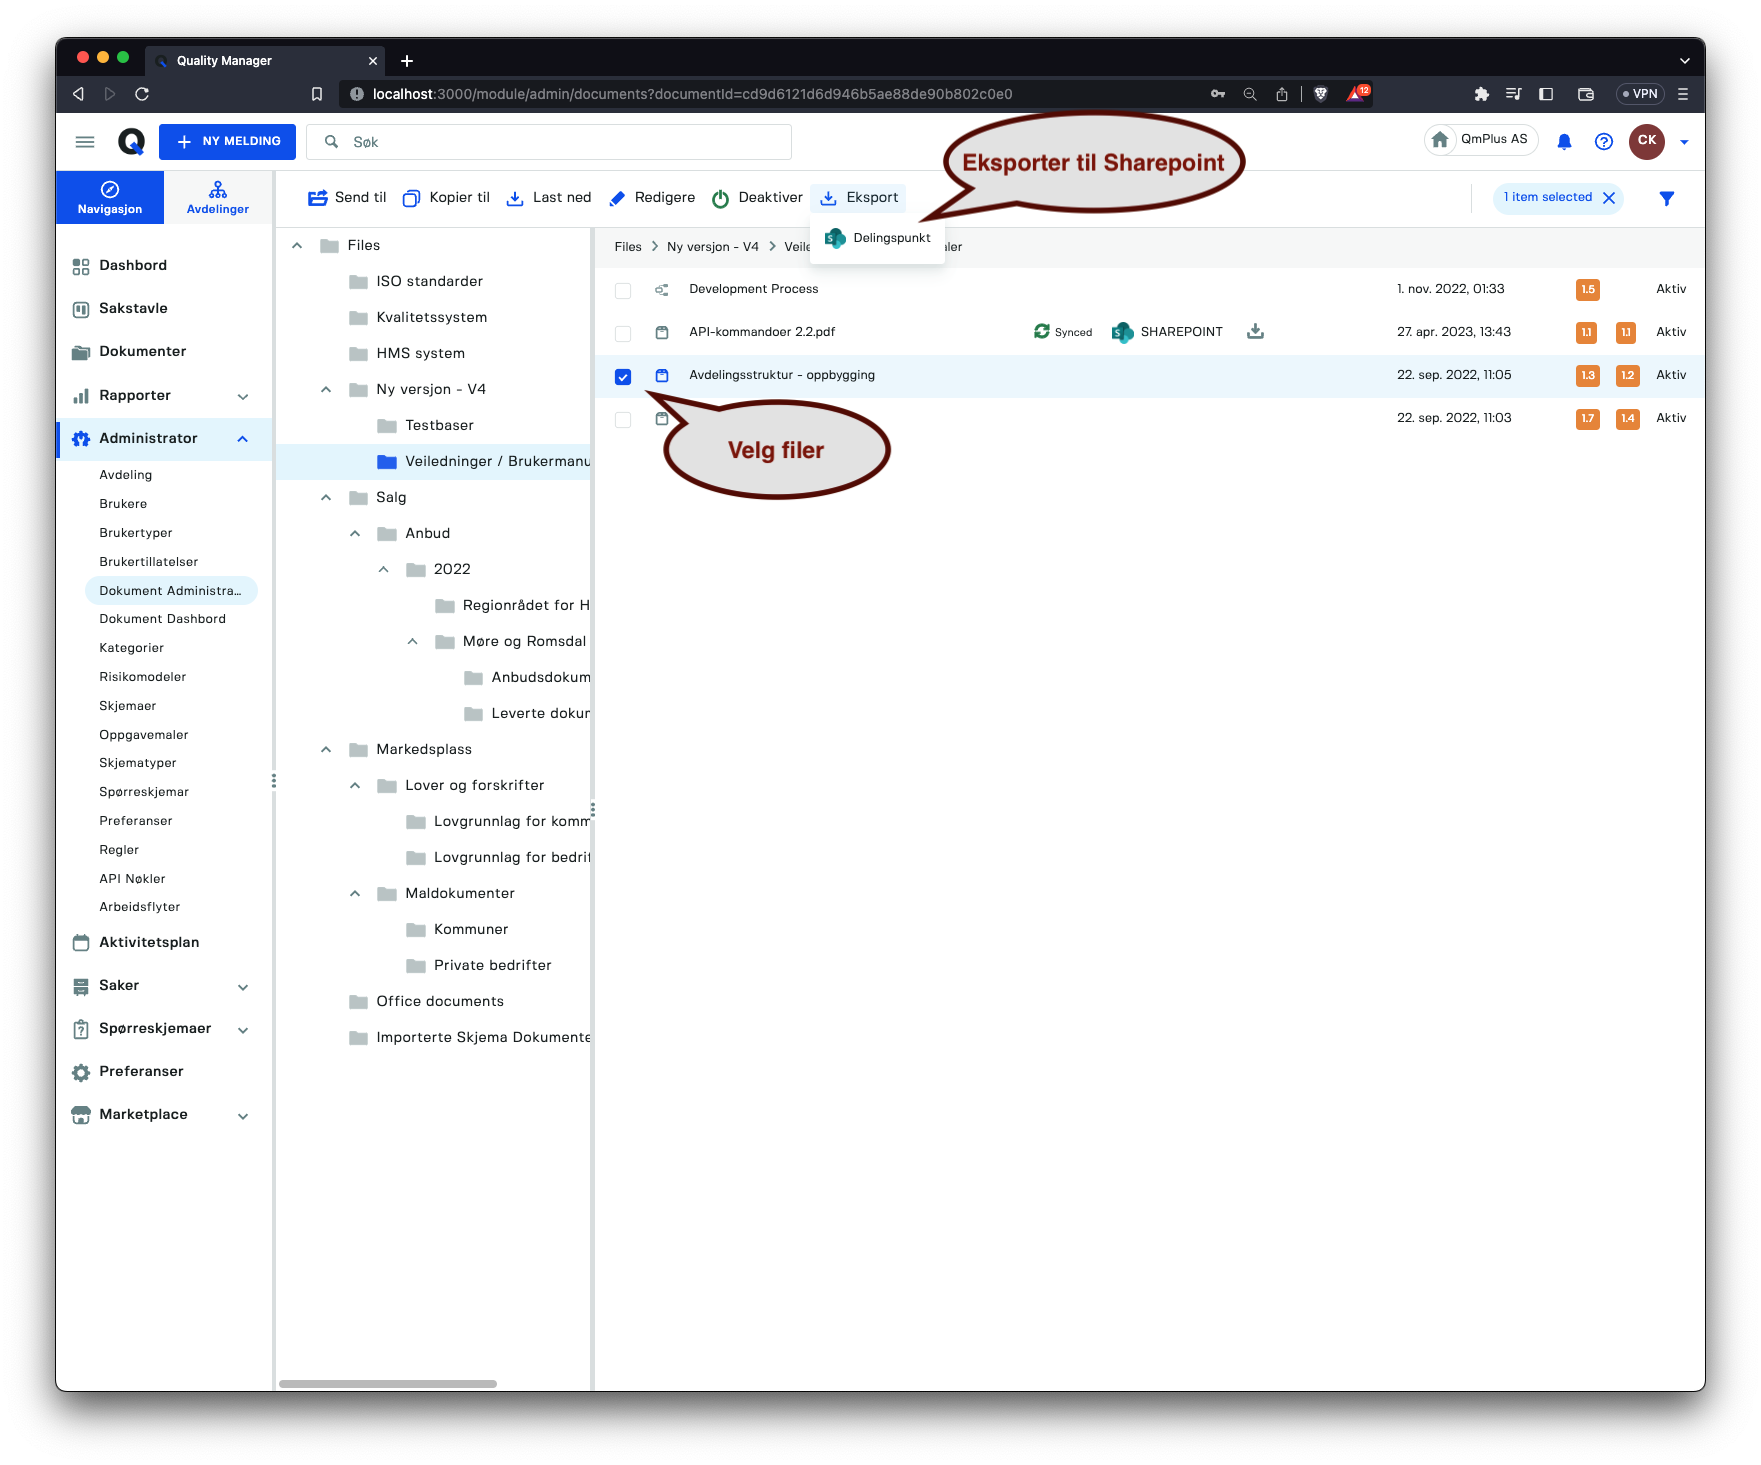 Quality Manager
localhost:3000/module/admin/documents?documentId=cd9d6121d6d946b5ae88de90b802c0e0
12
VPN
NY MELDING
Søk
QmPlus AS
CK
Eksporter til Sharepoint
Navigasjon
Avdelinger
Send til
Kopier til
Last ned
Redigere
Deaktiver
Eksport
1 item selected
Delingspunkt
Dashbord
Sakstavle
Dokumenter
Rapporter
Administrator
Avdeling
Brukere
Brukertyper
Brukertillatelser
Dokument Administra...
Dokument Dashbord
Kategorier
Risikomodeler
Skjemaer
Oppgavemaler
Skjematyper
Spørreskjemar
Preferanser
Regler
API Nøkler
Arbeidsflyter
Aktivitetsplan
Saker
Spørreskjemaer
Preferanser
Marketplace
Files
ISO standarder
Kvalitetssystem
HMS system
Ny versjon - V4
Testbaser
Veiledninger / Brukermanu
Salg
Anbud
2022
Regionrådet for H
Møre og Romsdal
Anbudsdokum
Leverte dokur
Markedsplass
Lover og forskrifter
Lovgrunnlag for komm
Lovgrunnlag for bedrif
Maldokumenter
Kommuner
Private bedrifter
Office documents
Importerte Skjema Dokumente
Files > Ny versjon - V4 > Veile aler
Development Process 1. nov. 2022, 01:33 1.5 Aktiv
API-kommandoer 2.2.pdf Synced SHAREPOINT 27. apr. 2023, 13:43 1.1 1.1 Aktiv
Avdelingsstruktur - oppbygging 22. sep. 2022, 11:05 1.3 1.2 Aktiv
22. sep. 2022, 11:03 1.7 1.4 Aktiv
Velg filer